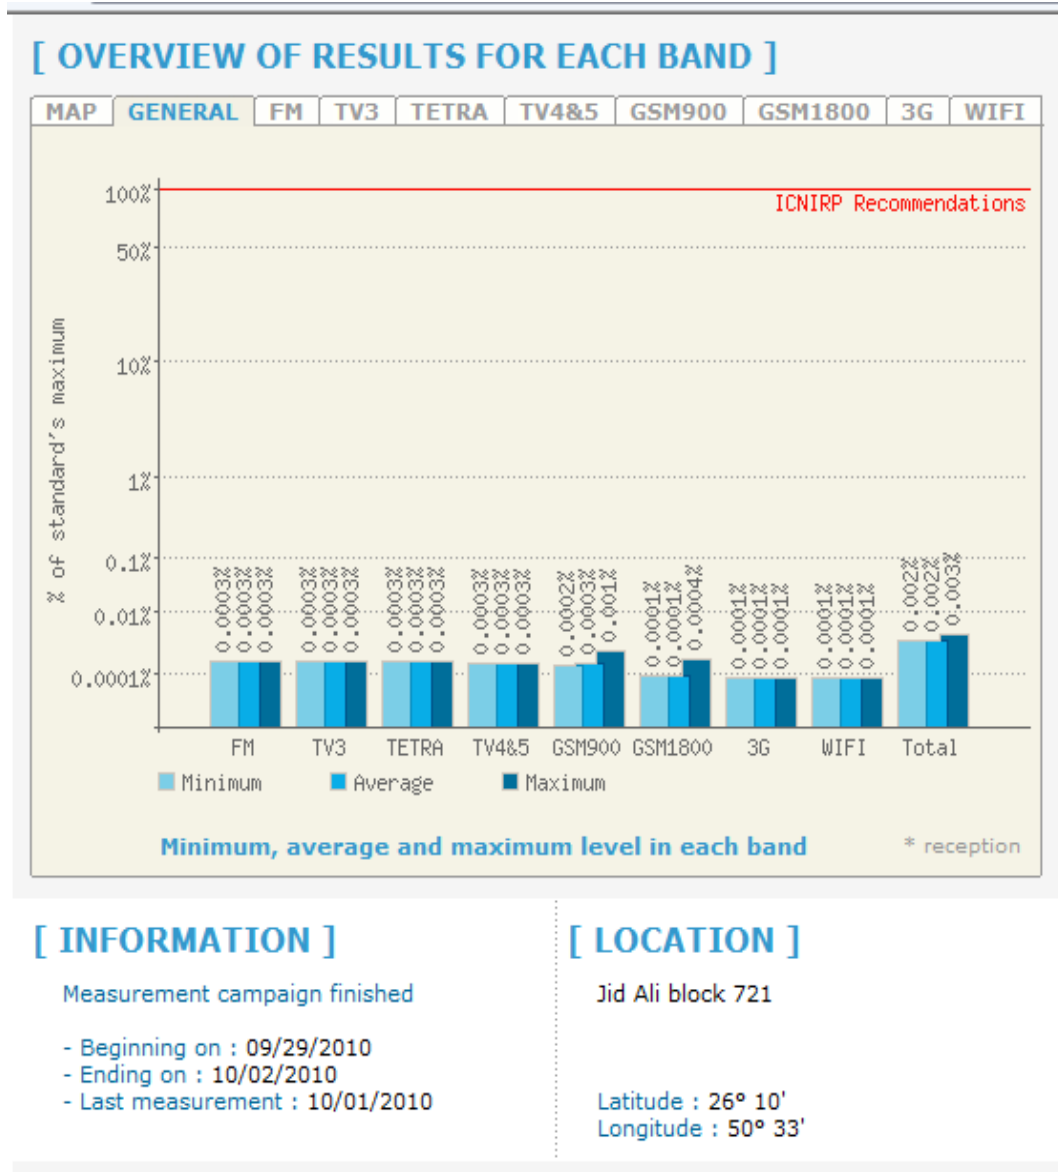 [ OVERVIEW OF RESULTS FOR EACH BAND ]
MAP GENERAL FM TV3 TETRA TV4&5 GSM900 GSM1800 3G WIFI
100%
ICNIRP Recommendations
50%
10%
1%
0.1%
0.01%
0.0001%
% of standard's maximum
0.0003% 0.0003% 0.0003%
0.0003% 0.0003% 0.0003%
0.0003% 0.0003% 0.0003%
0.0003% 0.0003% 0.0003%
0.0002% 0.0003% 0.001%
0.0001% 0.0001% 0.0004%
0.0001% 0.0001% 0.0001%
0.0001% 0.0001% 0.0001%
0.002% 0.002% 0.003%
FM TV3 TETRA TV4&5 GSM900 GSM1800 3G WIFI Total
Minimum Average Maximum
Minimum, average and maximum level in each band
* reception
[ INFORMATION ]
Measurement campaign finished
- Beginning on : 09/29/2010
- Ending on : 10/02/2010
- Last measurement : 10/01/2010
[ LOCATION ]
Jid Ali block 721
Latitude : 26º 10'
Longitude : 50º 33'